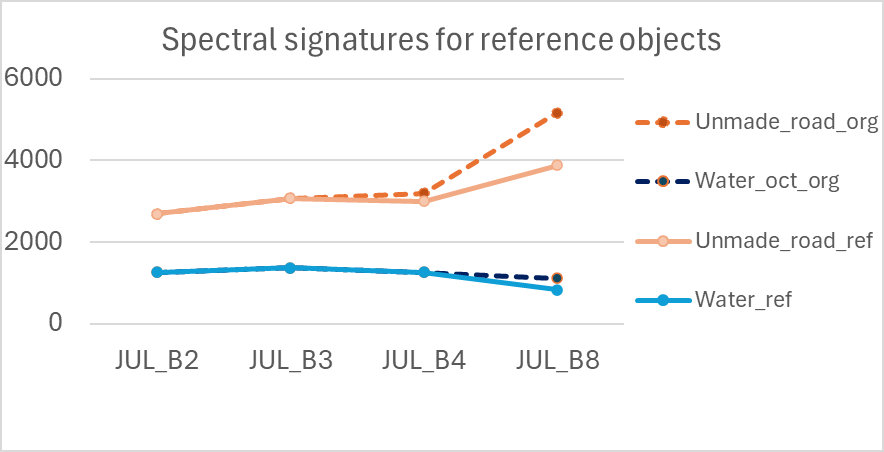 Spectral signatures for reference objects
6000
4000
2000
0
JUL_B2 JUL_B3 JUL_B4 JUL_B8
Unmade_road_org
Water_oct_org
Unmade_road_ref
Water_ref